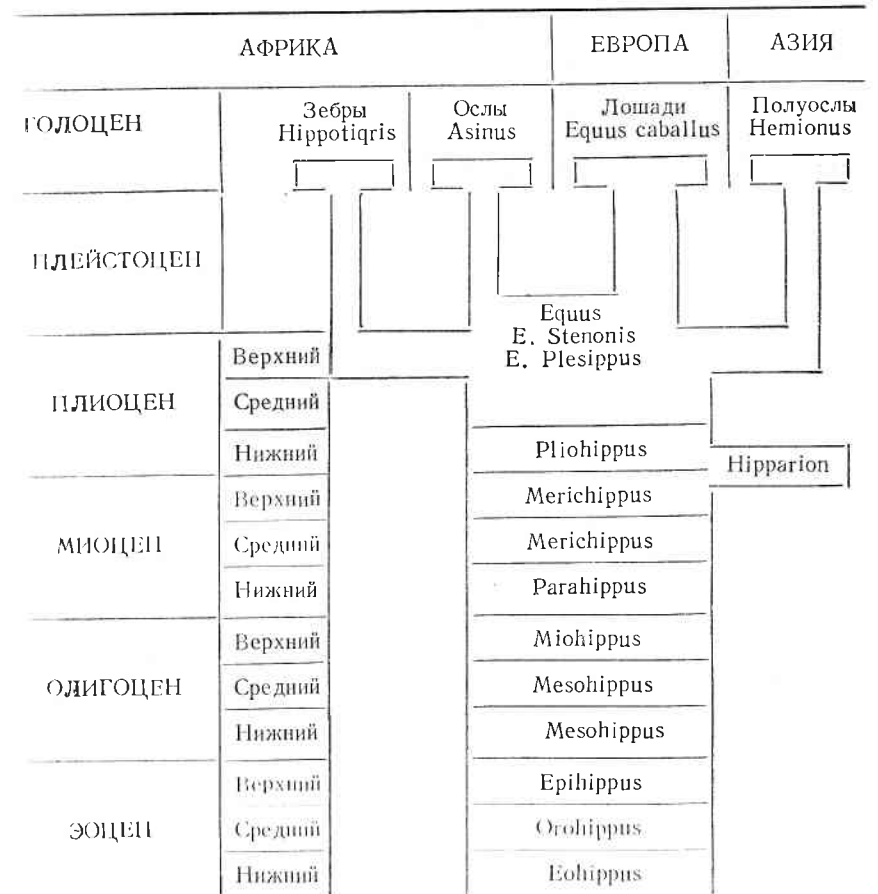 АФРИКА ЕВРОПА АЗИЯ
ГОЛОЦЕН
Зебры Ослы Лошади Полуослы
Hippotiqris Asinus Equus caballus Hemionus
ПЛЕЙСТОЦЕН
Equus
E. Stenonis
Верхний E. Plesippus
ПЛИОЦЕН Средний
Нижний Pliohippus Hipparion
Верхний Merichippus
МИОЦЕН Средний Merichippus
Нижний Parahippus
Верхний Miohippus
ОЛИГОЦЕН Средний Mesohippus
Нижний Mesohippus
Верхний Epihippus
ЭОЦЕН Средний Orohippus
Нижний Eohippus